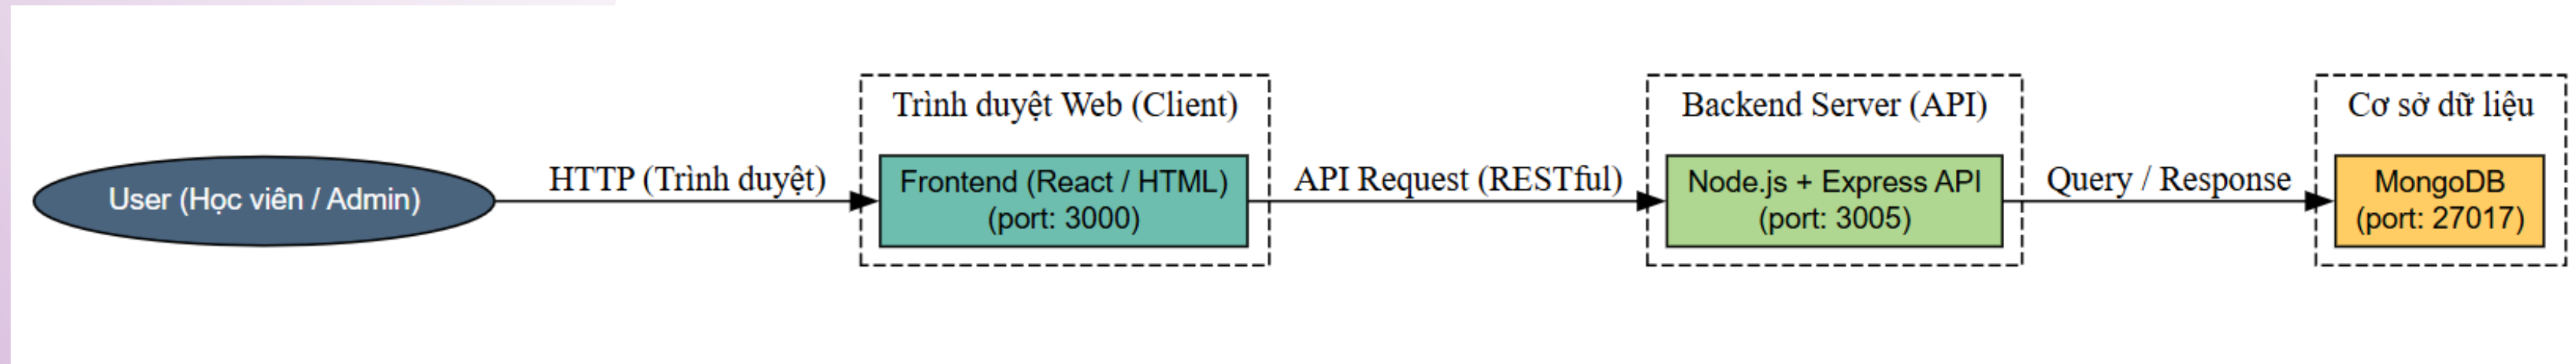 User (Học viên / Admin)
HTTP (Trình duyệt)
Trình duyệt Web (Client)
Frontend (React / HTML)
(port: 3000)
API Request (RESTful)
Backend Server (API)
Node.js + Express API
(port: 3005)
Query / Response
Cơ sở dữ liệu
MongoDB
(port: 27017)